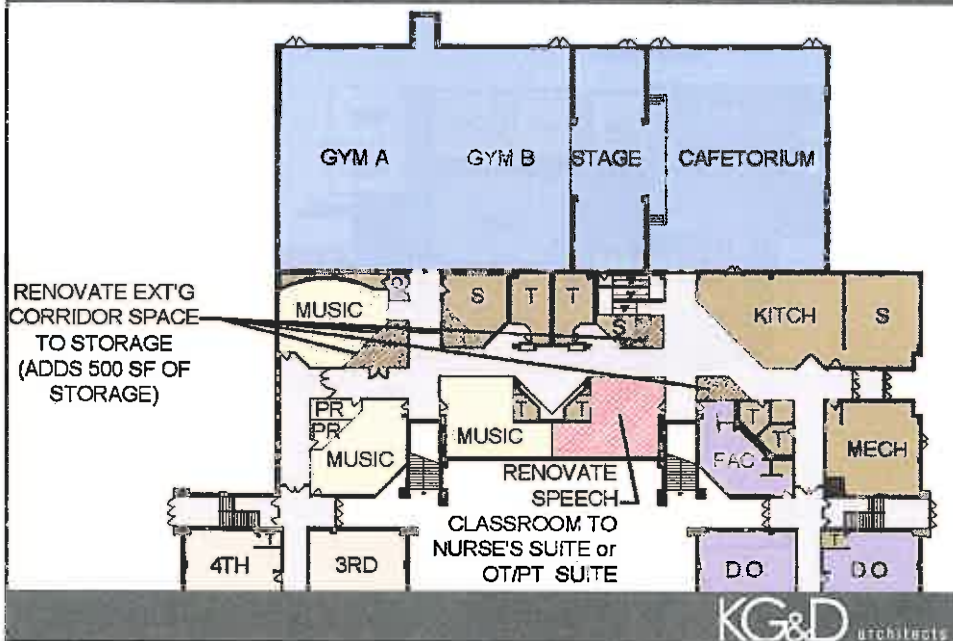 GYM A
GYM B
STAGE
CAFETORIUM
RENOVATE EXT'G
CORRIDOR SPACE
TO STORAGE
(ADDS 500 SF OF
STORAGE)
MUSIC
S
T
T
S
KITCH
S
PR
PR
MUSIC
MUSIC
T
T
T
T
FAC
MECH
RENOVATE
SPEECH
CLASSROOM TO
NURSE'S SUITE or
OT/PT SUITE
T
4TH
3RD
DO
T
DO
KG&D architects